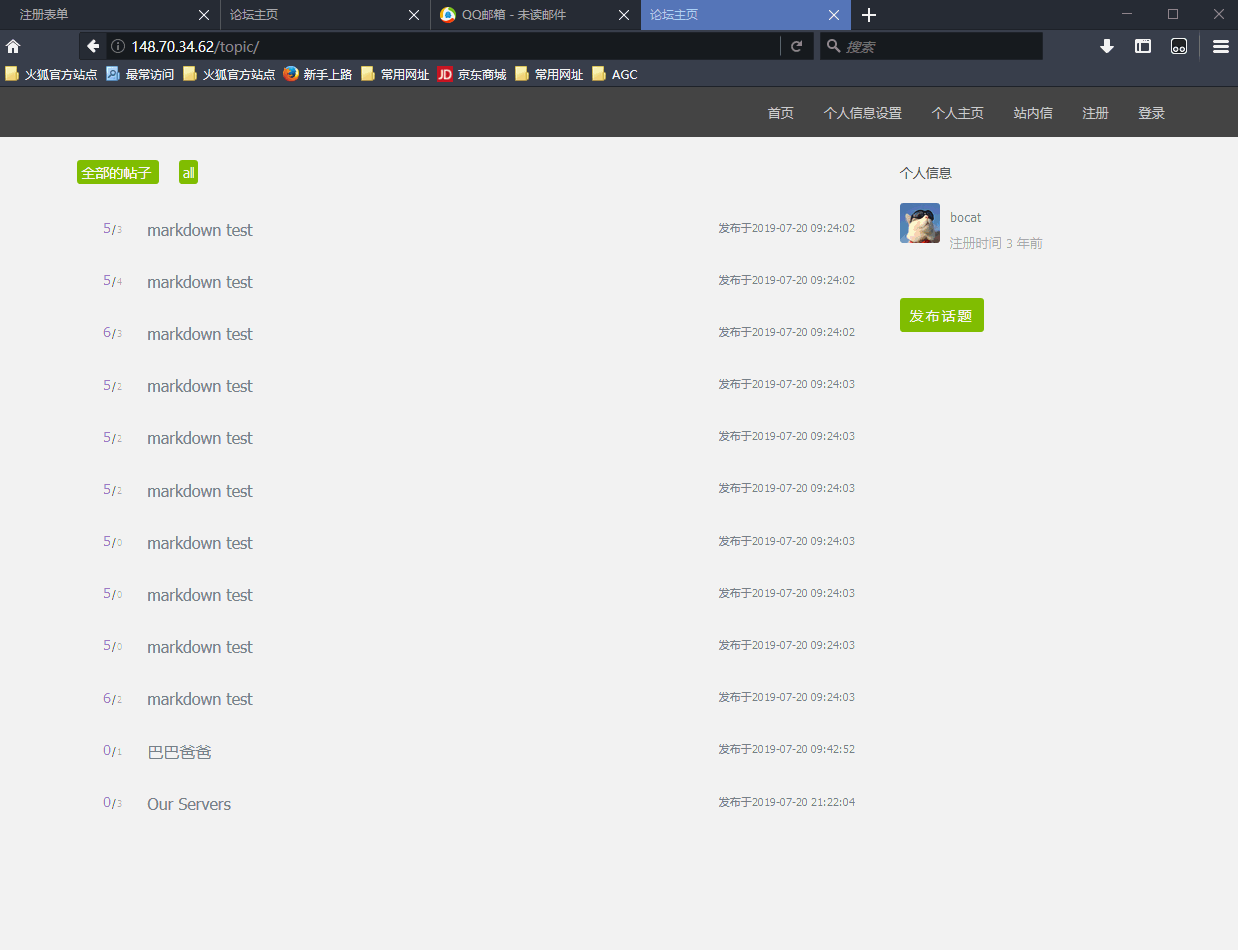 注册表单 论坛主页 QQ邮箱 - 未读邮件 论坛主页
148.70.34.62/topic/ 搜索
火狐官方站点 最常访问 火狐官方站点 新手上路 常用网址 JD 京东商城 常用网址 AGC
首页 个人信息设置 个人主页 站内信 注册 登录
全部的帖子 all
5/3 markdown test 发布于2019-07-20 09:24:02
5/4 markdown test 发布于2019-07-20 09:24:02
6/3 markdown test 发布于2019-07-20 09:24:02
5/2 markdown test 发布于2019-07-20 09:24:03
5/2 markdown test 发布于2019-07-20 09:24:03
5/2 markdown test 发布于2019-07-20 09:24:03
5/0 markdown test 发布于2019-07-20 09:24:03
5/0 markdown test 发布于2019-07-20 09:24:03
5/0 markdown test 发布于2019-07-20 09:24:03
6/2 markdown test 发布于2019-07-20 09:24:03
0/1 巴巴爸爸 发布于2019-07-20 09:42:52
0/3 Our Servers 发布于2019-07-20 21:22:04
个人信息
bocat
注册时间 3 年前
发布话题